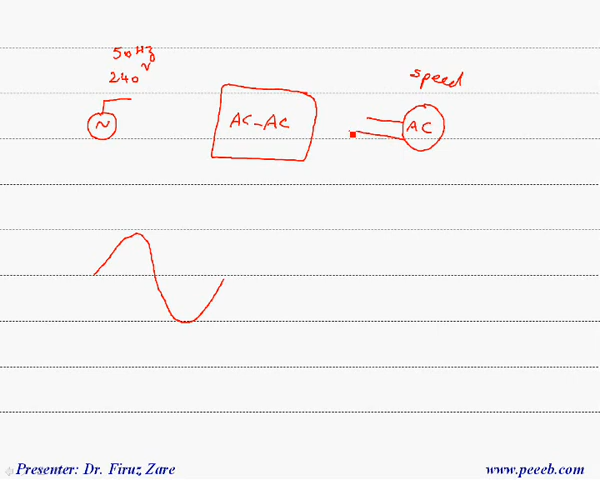 50Hz
240V
speed
~
AC-AC
AC
Presenter: Dr. Firuz Zare
www.peeeb.com